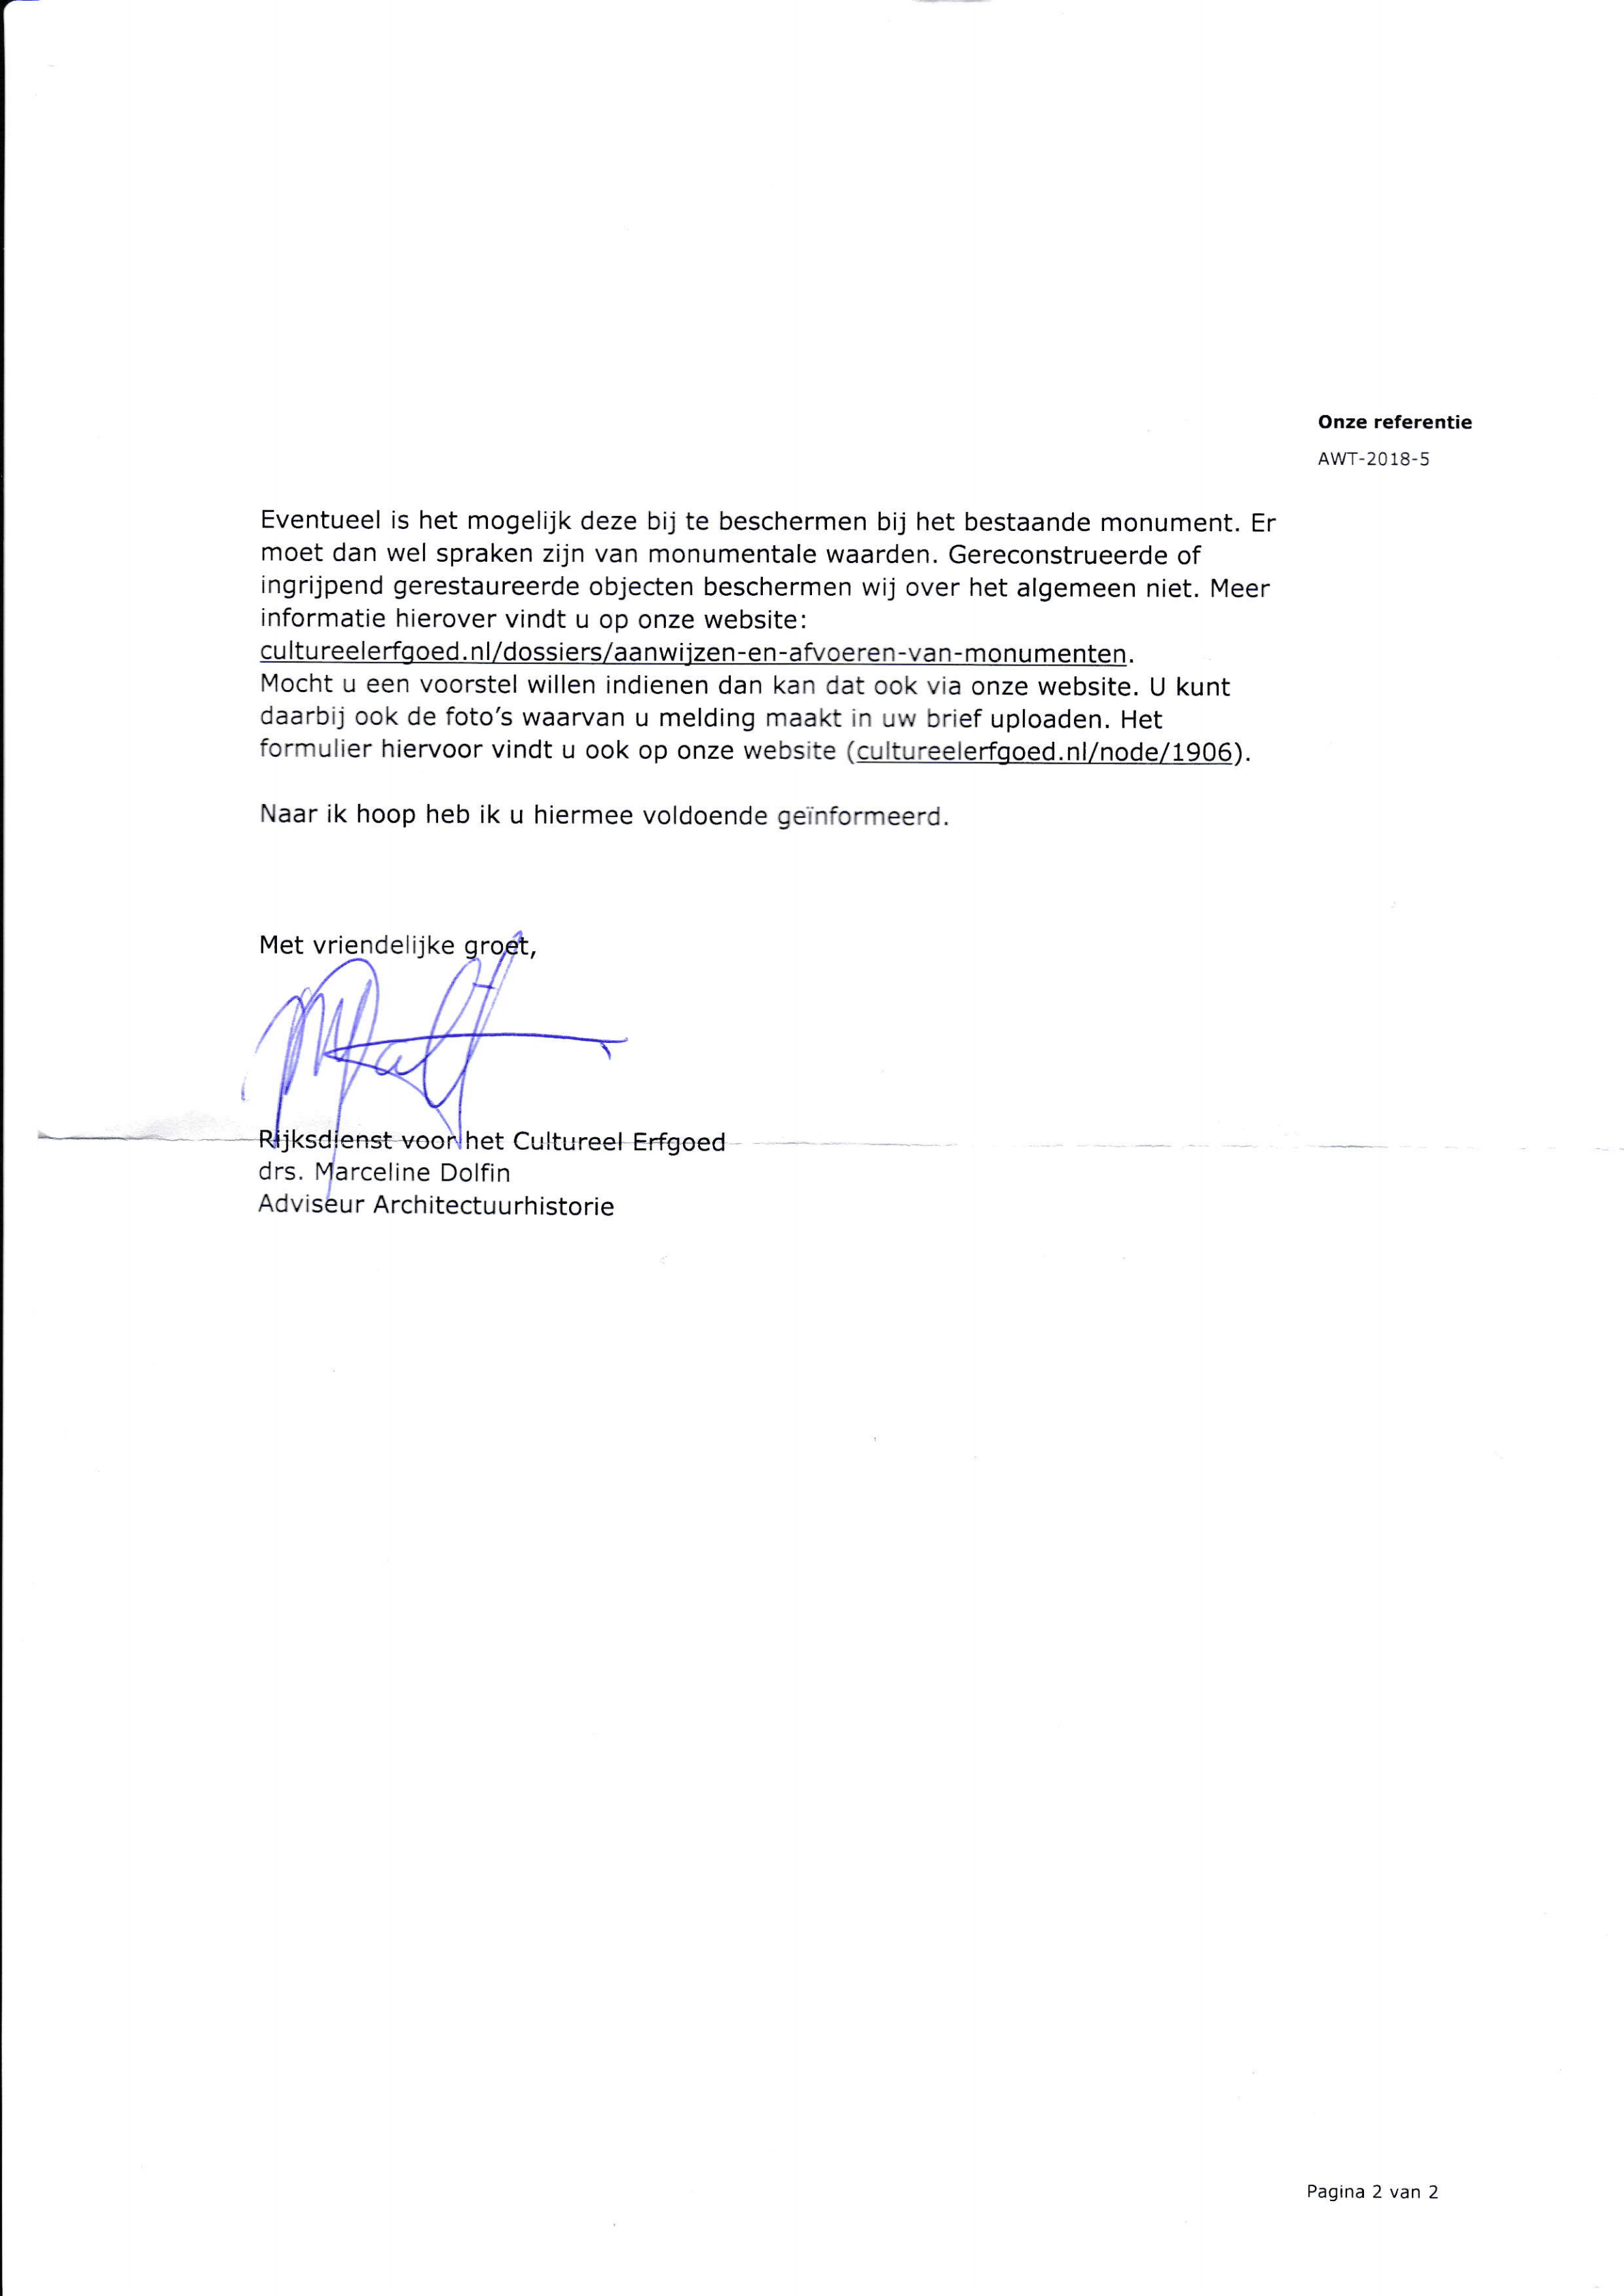 Onze referentie
AWT-2018-5
Eventueel is het mogelijk deze bij te beschermen bij het bestaande monument. Er
moet dan wel spraken zijn van monumentale waarden. Gereconstrueerde of
ingrijpend gerestaureerde objecten beschermen wij over het algemeen niet. Meer
informatie hierover vindt u op onze website:
cultureelerfgoed.nl/dossiers/aanwijzen-en-afvoeren-van-monumenten.
Mocht u een voorstel willen indienen dan kan dat ook via onze website. U kunt
daarbij ook de foto's waarvan u melding maakt in uw brief uploaden. Het
formulier hiervoor vindt u ook op onze website (cultureelerfgoed.nl/node/1906).
Naar ik hoop heb ik u hiermee voldoende geïnformeerd.
Met vriendelijke groet,
Rijksdienst voor het Cultureel Erfgoed
drs. Marceline Dolfin
Adviseur Architectuurhistorie
Pagina 2 van 2